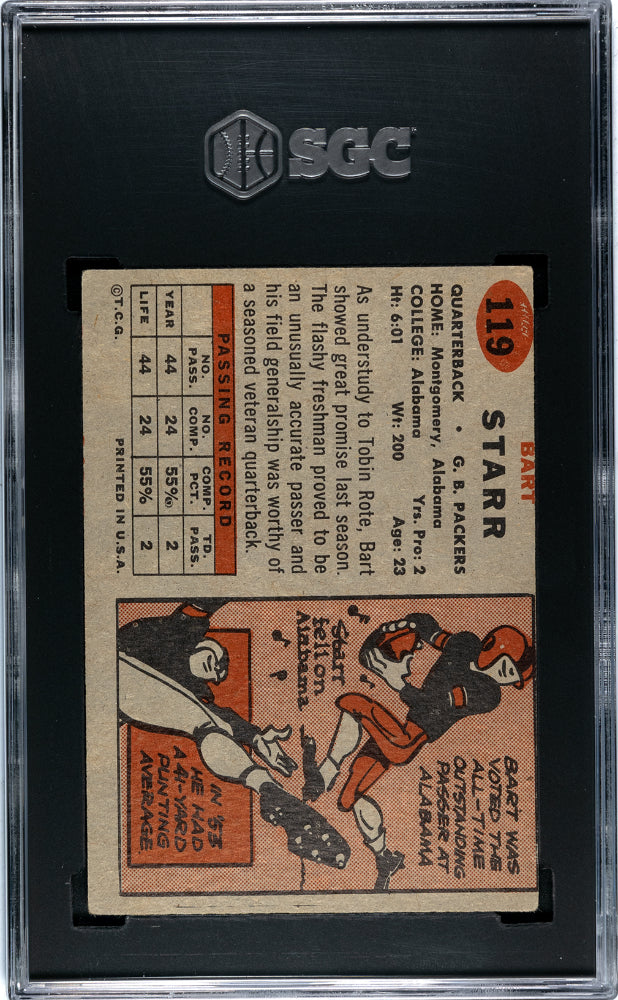 SGC
119
BART
STARR
QUARTERBACK • G. B. PACKERS
HOME: Montgomery, Alabama
COLLEGE: Alabama Yrs. Pro: 2
Ht: 6:01 Wt: 200 Age: 23
As understudy to Tobin Rote, Bart
showed great promise last season.
The flashy freshman proved to be
an unusually accurate passer and
his field generalship was worthy of
a seasoned veteran quarterback.
PASSING RECORD
NO. PASS. NO. COMP. COMP. PCT. TD. PASS.
YEAR 44 24 55% 2
LIFE 44 24 55% 2
©T.C.G. PRINTED IN U.S.A.
BART WAS
VOTED THE
ALL-TIME
OUTSTANDING
PASSER AT
ALABAMA
Starr
fell on
Alabama
IN '53
HE HAD
A 41-YARD
PUNTING
AVERAGE.